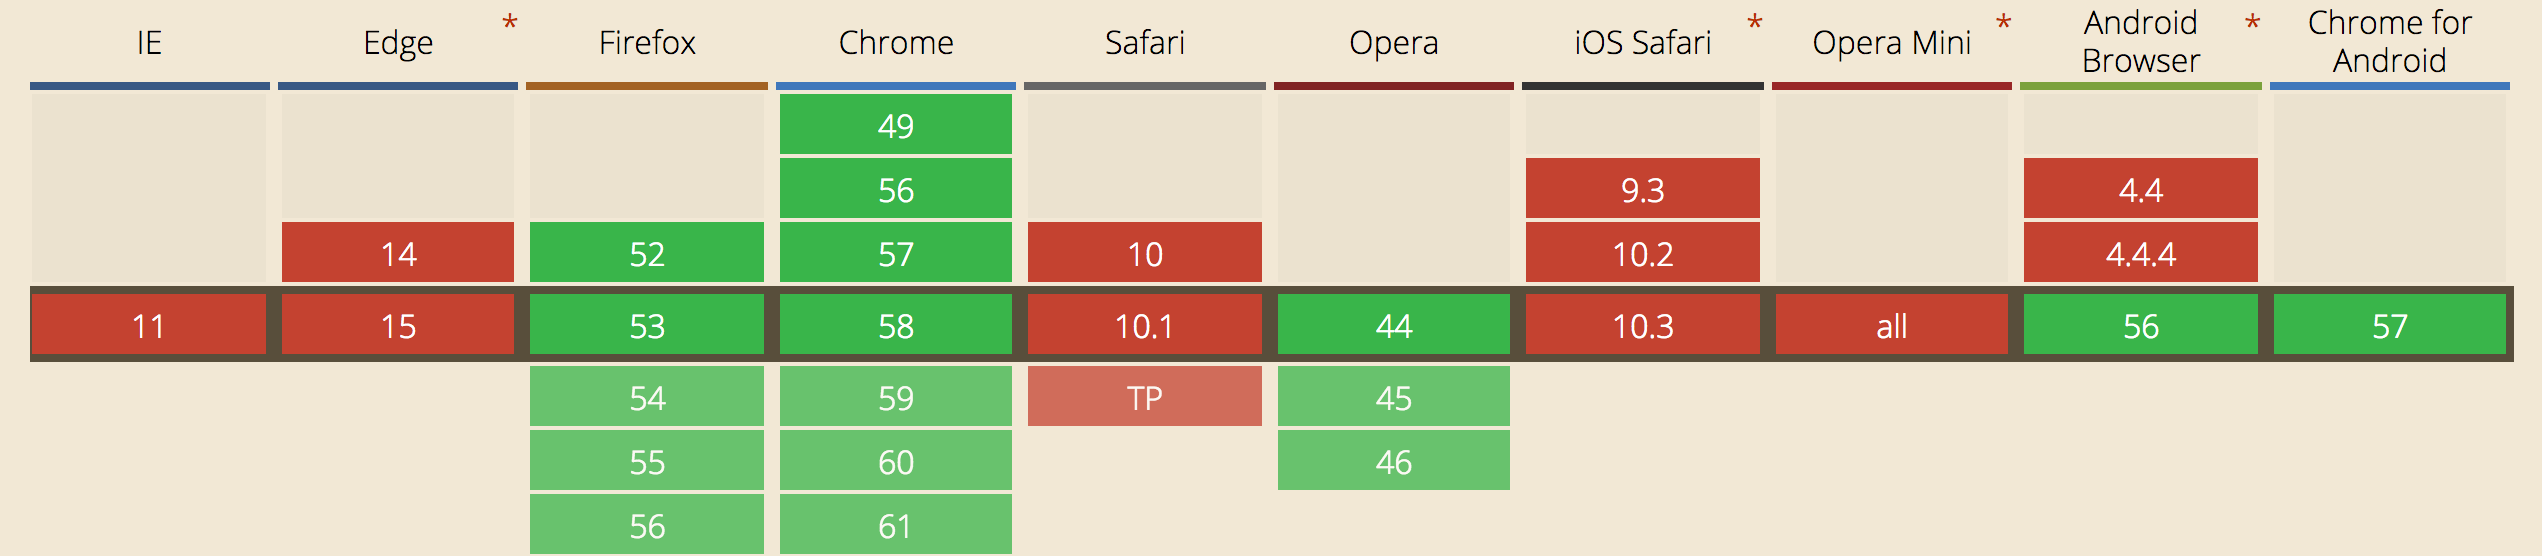 IE Edge * Firefox Chrome Safari Opera iOS Safari * Opera Mini * Android Browser * Chrome for Android
49
56 9.3 4.4
14 52 57 10 10.2 4.4.4
11 15 53 58 10.1 44 10.3 all 56 57
54 59 TP 45
55 60 46
56 61